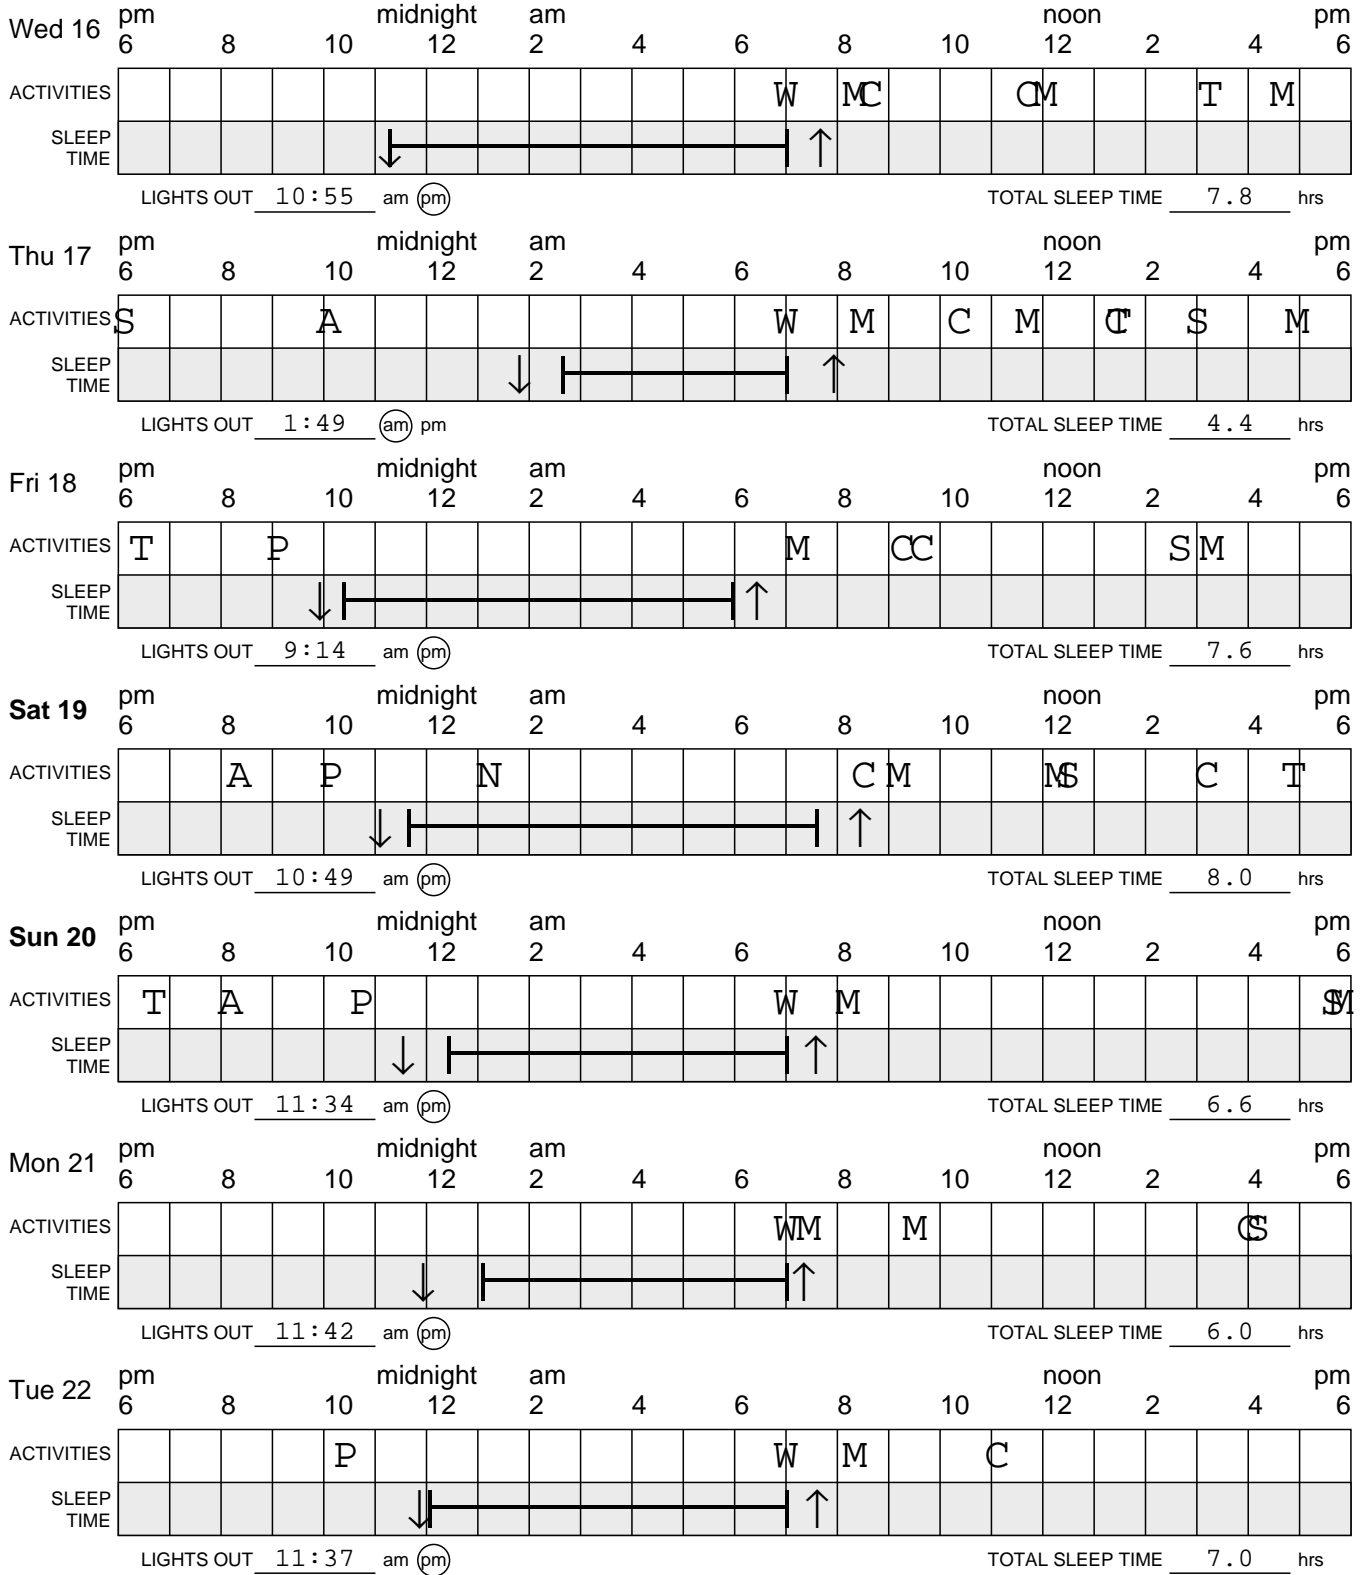 Wed 16 pm midnight am noon pm
6 8 10 12 2 4 6 8 10 12 2 4 6
ACTIVITIES W M C C M T M
SLEEP
TIME
LIGHTS OUT 10:55 am pm TOTAL SLEEP TIME 7.8 hrs
Thu 17 pm midnight am noon pm
6 8 10 12 2 4 6 8 10 12 2 4 6
ACTIVITIES S A W M C M C T S M
SLEEP
TIME
LIGHTS OUT 1:49 am pm TOTAL SLEEP TIME 4.4 hrs
Fri 18 pm midnight am noon pm
6 8 10 12 2 4 6 8 10 12 2 4 6
ACTIVITIES T P M C C S M
SLEEP
TIME
LIGHTS OUT 9:14 am pm TOTAL SLEEP TIME 7.6 hrs
Sat 19 pm midnight am noon pm
6 8 10 12 2 4 6 8 10 12 2 4 6
ACTIVITIES A P N C M M S C T
SLEEP
TIME
LIGHTS OUT 10:49 am pm TOTAL SLEEP TIME 8.0 hrs
Sun 20 pm midnight am noon pm
6 8 10 12 2 4 6 8 10 12 2 4 6
ACTIVITIES T A P W M S M
SLEEP
TIME
LIGHTS OUT 11:34 am pm TOTAL SLEEP TIME 6.6 hrs
Mon 21 pm midnight am noon pm
6 8 10 12 2 4 6 8 10 12 2 4 6
ACTIVITIES W M M C S
SLEEP
TIME
LIGHTS OUT 11:42 am pm TOTAL SLEEP TIME 6.0 hrs
Tue 22 pm midnight am noon pm
6 8 10 12 2 4 6 8 10 12 2 4 6
ACTIVITIES P W M C
SLEEP
TIME
LIGHTS OUT 11:37 am pm TOTAL SLEEP TIME 7.0 hrs